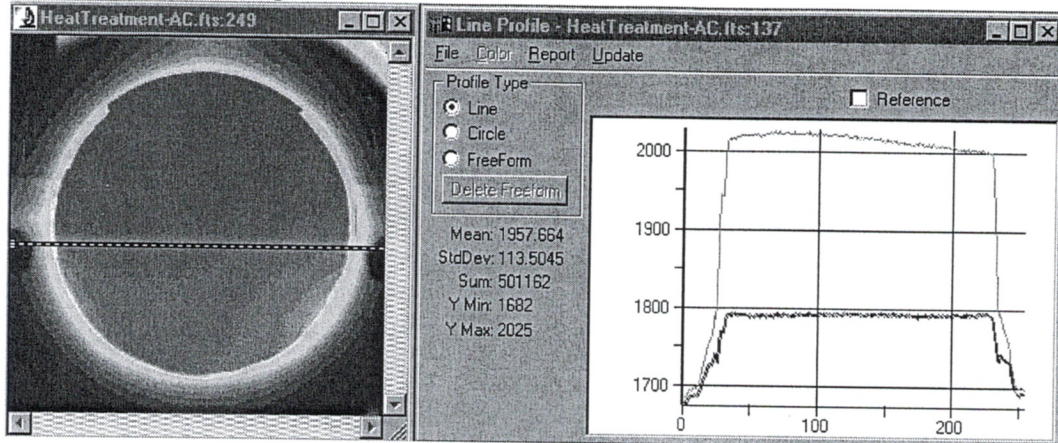 HeatTreatment-AC.fts:249
Line Profile - HeatTreatment-AC.fts:137
File Color Report Update
Profile Type
Line
Circle
FreeForm
Delete Freeform
Mean: 1957.664
StdDev: 113.5045
Sum: 501162
Y Min: 1682
Y Max: 2025
Reference
2000
1900
1800
1700
0 100 200